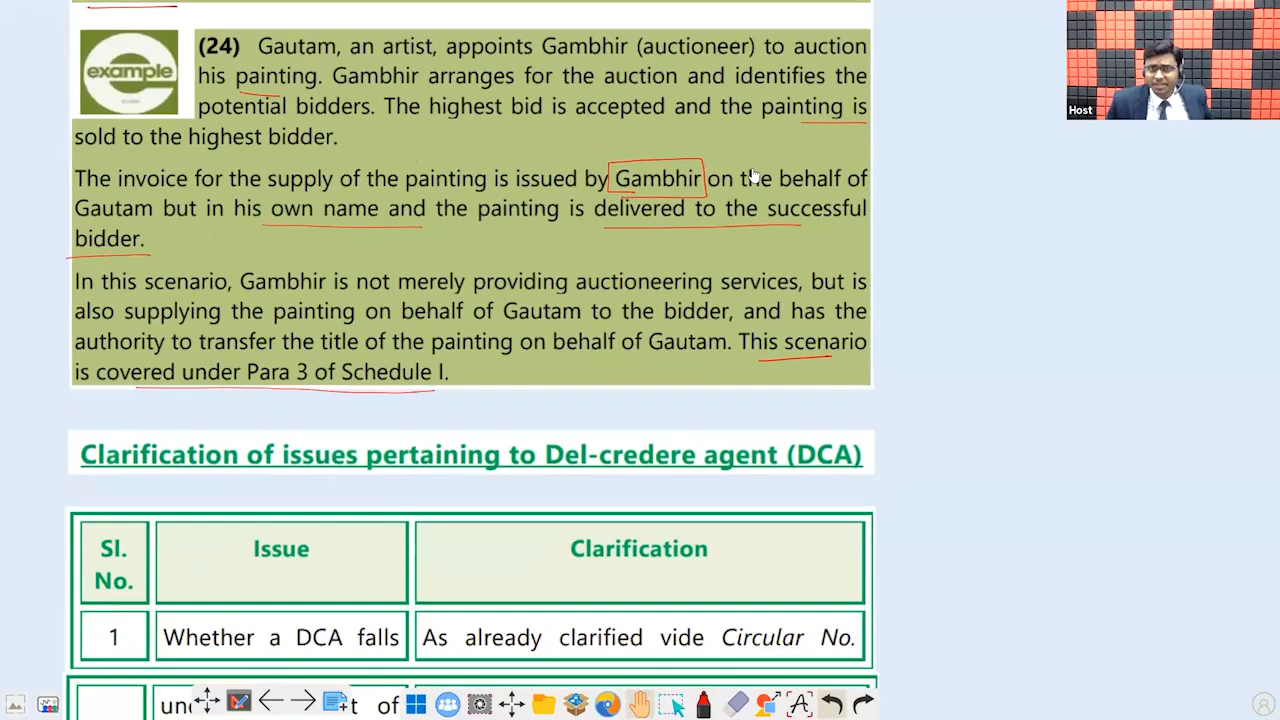 (24) Gautam, an artist, appoints Gambhir (auctioneer) to auction
example
his painting. Gambhir arranges for the auction and identifies the
potential bidders. The highest bid is accepted and the painting is
sold to the highest bidder.
The invoice for the supply of the painting is issued by Gambhir on the behalf of
Gautam but in his own name and the painting is delivered to the successful
bidder.
In this scenario, Gambhir is not merely providing auctioneering services, but is
also supplying the painting on behalf of Gautam to the bidder, and has the
authority to transfer the title of the painting on behalf of Gautam. This scenario
is covered under Para 3 of Schedule I.
Host
Clarification of issues pertaining to Del-credere agent (DCA)
Sl. No.
Issue
Clarification
1
Whether a DCA falls
As already clarified vide Circular No.
t of